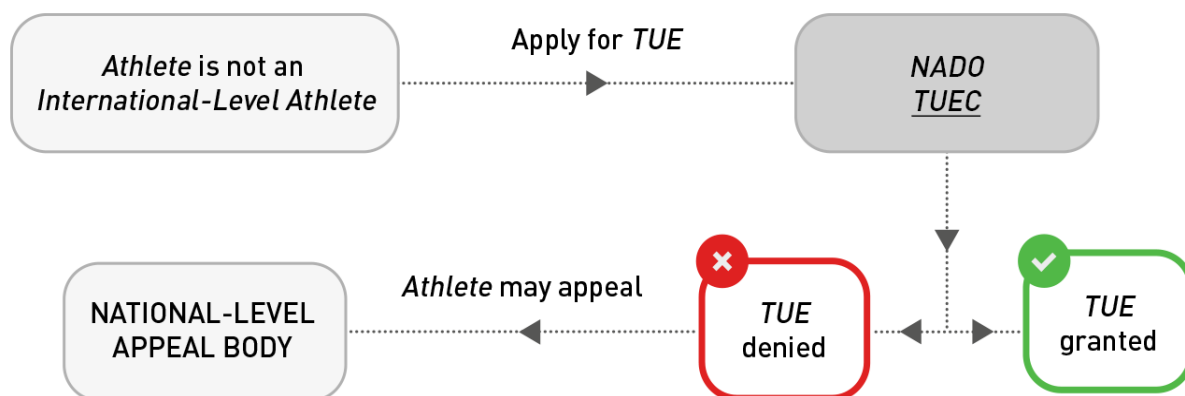 Athlete is not an
International-Level Athlete
Apply for TUE
NADO
TUEC
NATIONAL-LEVEL
APPEAL BODY
Athlete may appeal
TUE
denied
TUE
granted